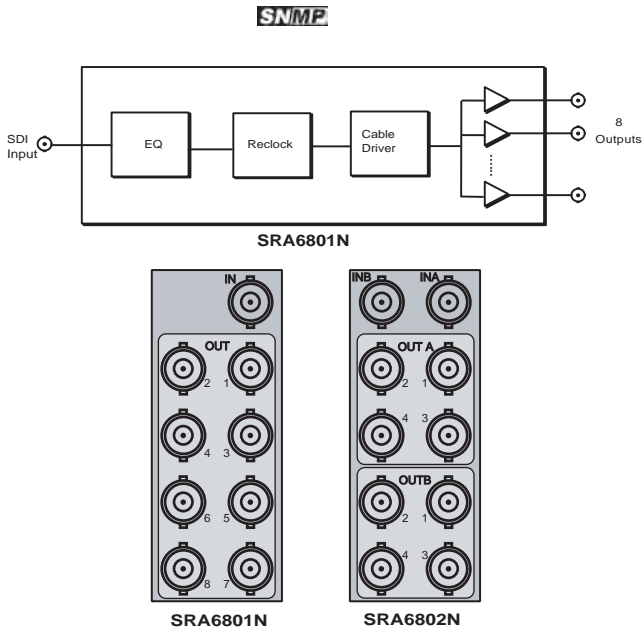 SNMP
SDI
Input
EQ
Reclock
Cable
Driver
8
Outputs
SRA6801N
IN
OUT
2 1
4 3
6 5
8 7
SRA6801N
INB INA
OUT A
2 1
4 3
OUTB
2 1
4 3
SRA6802N